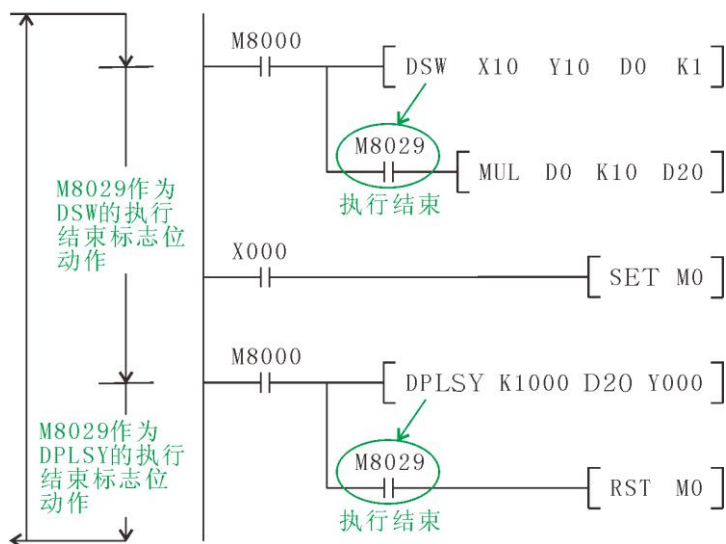 M8000
DSW X10 Y10 D0 K1
M8029
MUL D0 K10 D20
执行结束
M8029作为
DSW的执行
结束标志位
动作
X000
SET M0
M8000
DPLSY K1000 D20 Y000
M8029作为
DPLSY的执行
结束标志位
动作
M8029
RST M0
执行结束